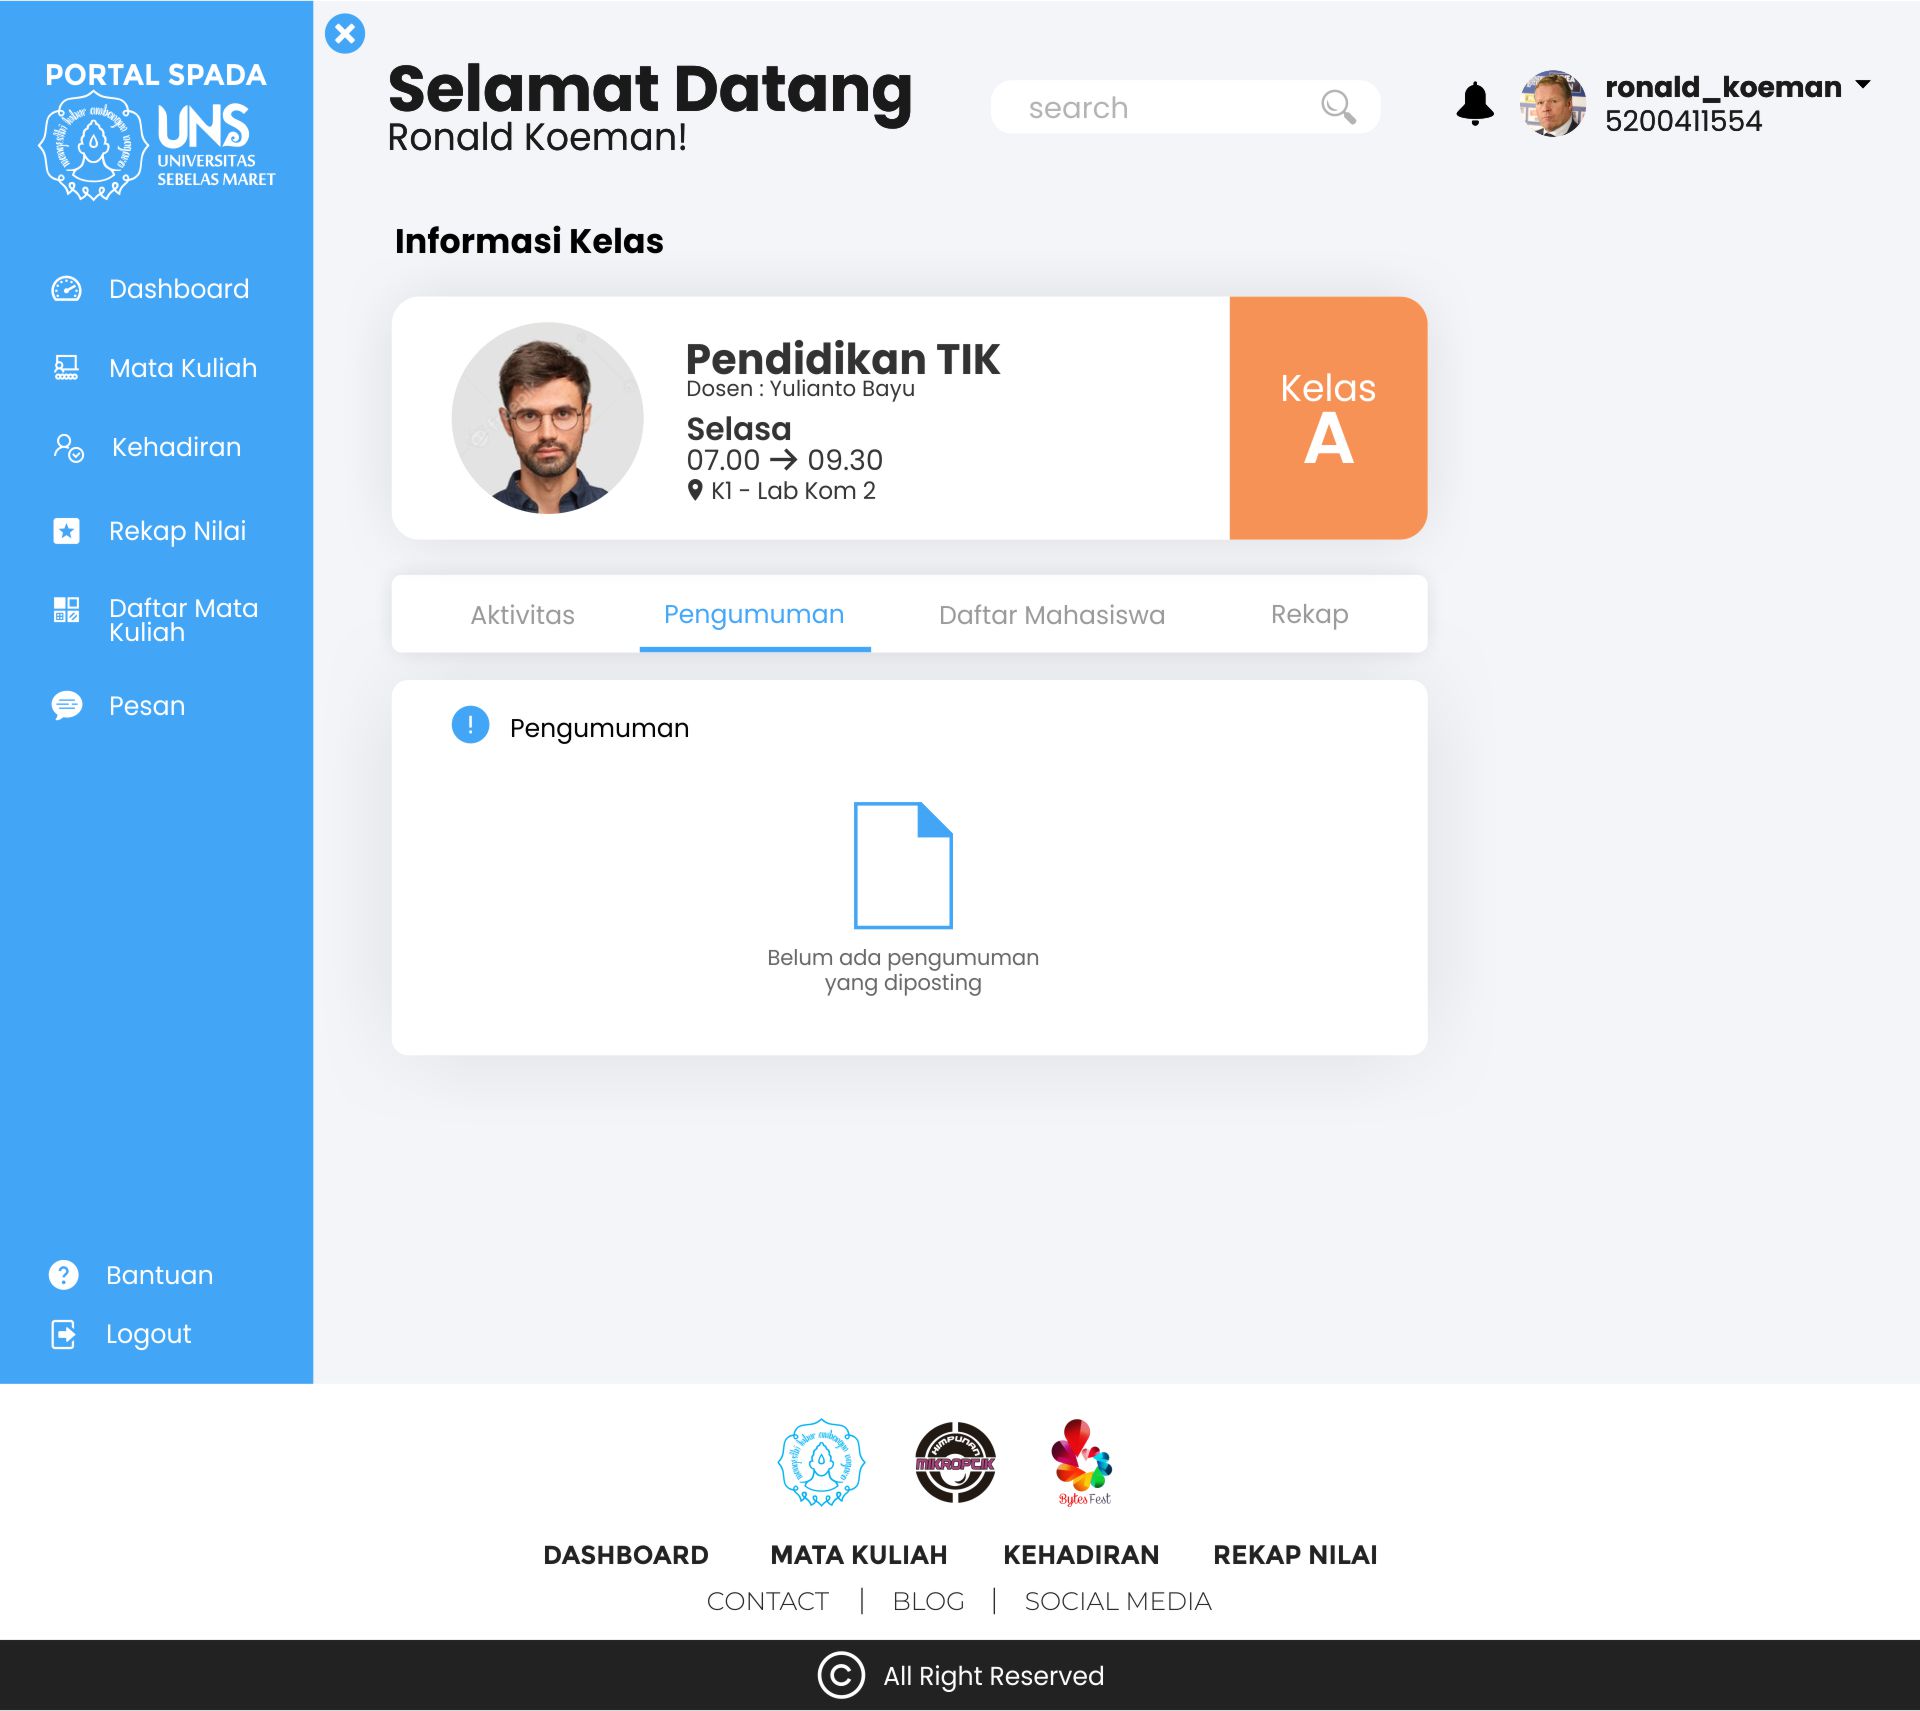 PORTAL SPADA
UNS
UNIVERSITAS
SEBELAS MARET
Dashboard
Mata Kuliah
Kehadiran
Rekap Nilai
Daftar Mata
Kuliah
Pesan
Bantuan
Logout
Selamat Datang
Ronald Koeman!
search
ronald_koeman
5200411554
Informasi Kelas
Pendidikan TIK
Dosen : Yulianto Bayu
Selasa
07.00 → 09.30
K1 - Lab Kom 2
Kelas
A
Aktivitas Pengumuman Daftar Mahasiswa Rekap
! Pengumuman
Belum ada pengumuman
yang diposting
HIMPUNAN
MIKROPTIK
Bytes Fest
DASHBOARD MATA KULIAH KEHADIRAN REKAP NILAI
CONTACT | BLOG | SOCIAL MEDIA
© All Right Reserved